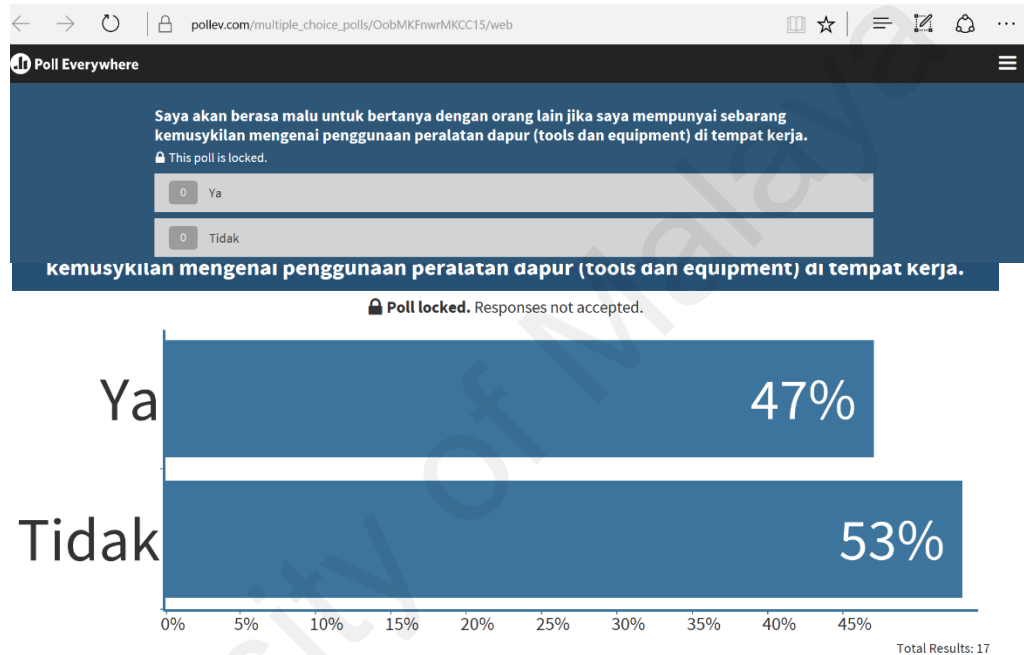 pollev.com/multiple_choice_polls/OobMKFnwrMKCC15/web
Poll Everywhere
Saya akan berasa malu untuk bertanya dengan orang lain jika saya mempunyai sebarang
kemusykilan mengenai penggunaan peralatan dapur (tools dan equipment) di tempat kerja.
This poll is locked.
0 Ya
0 Tidak
kemusykilan mengenai penggunaan peralatan dapur (tools dan equipment) di tempat kerja.
Poll locked. Responses not accepted.
Ya 47%
Tidak 53%
0% 5% 10% 15% 20% 25% 30% 35% 40% 45%
Total Results: 17
sity of Malaya